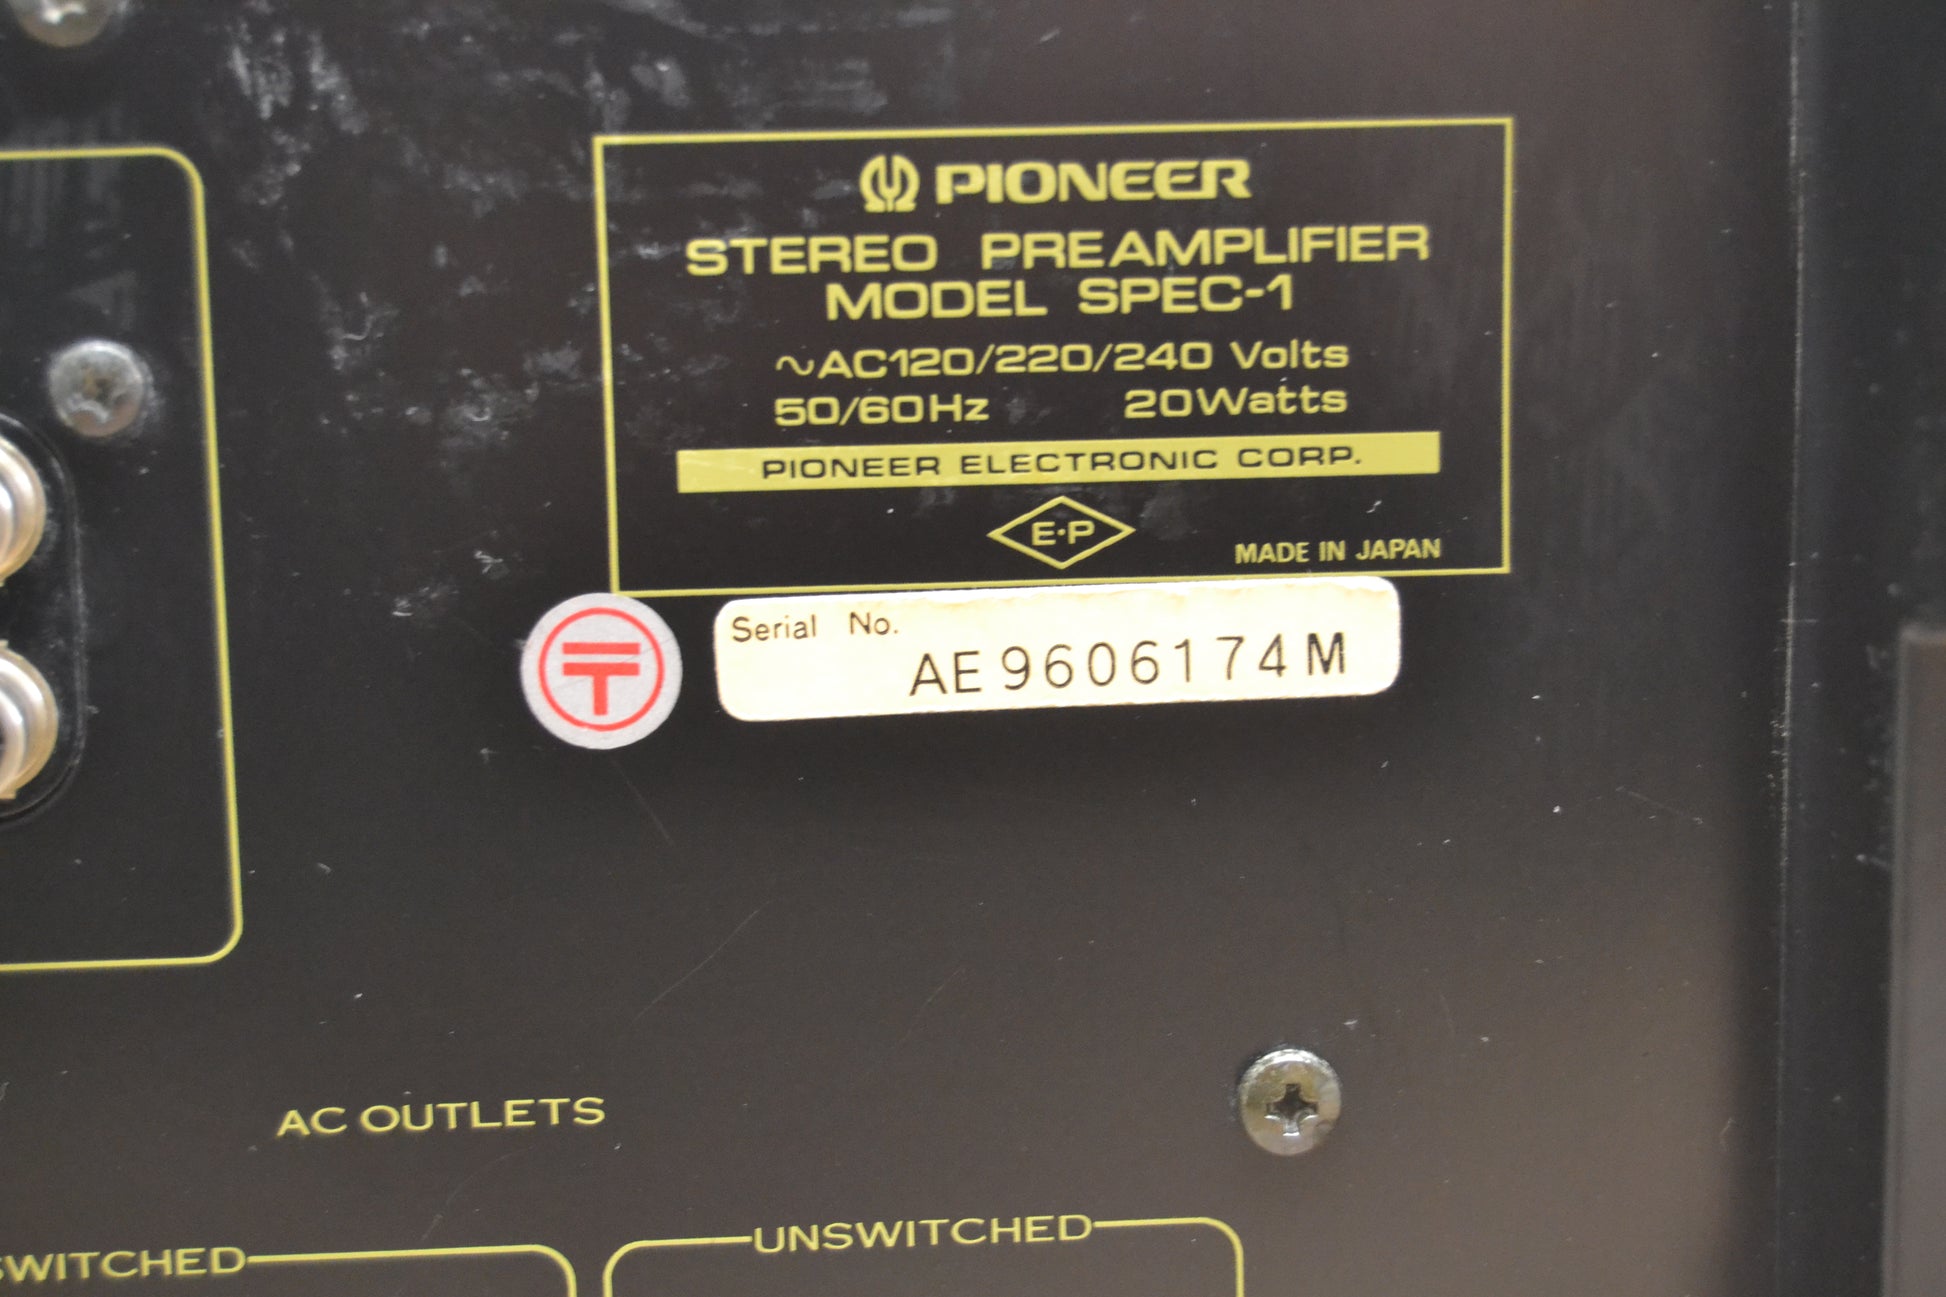 PIONEER
STEREO PREAMPLIFIER
MODEL SPEC-1
~AC120/220/240 Volts
50/60Hz 20Watts
PIONEER ELECTRONIC CORP.
E·P
MADE IN JAPAN
Serial No.
AE9606174M
AC OUTLETS
SWITCHED
UNSWITCHED